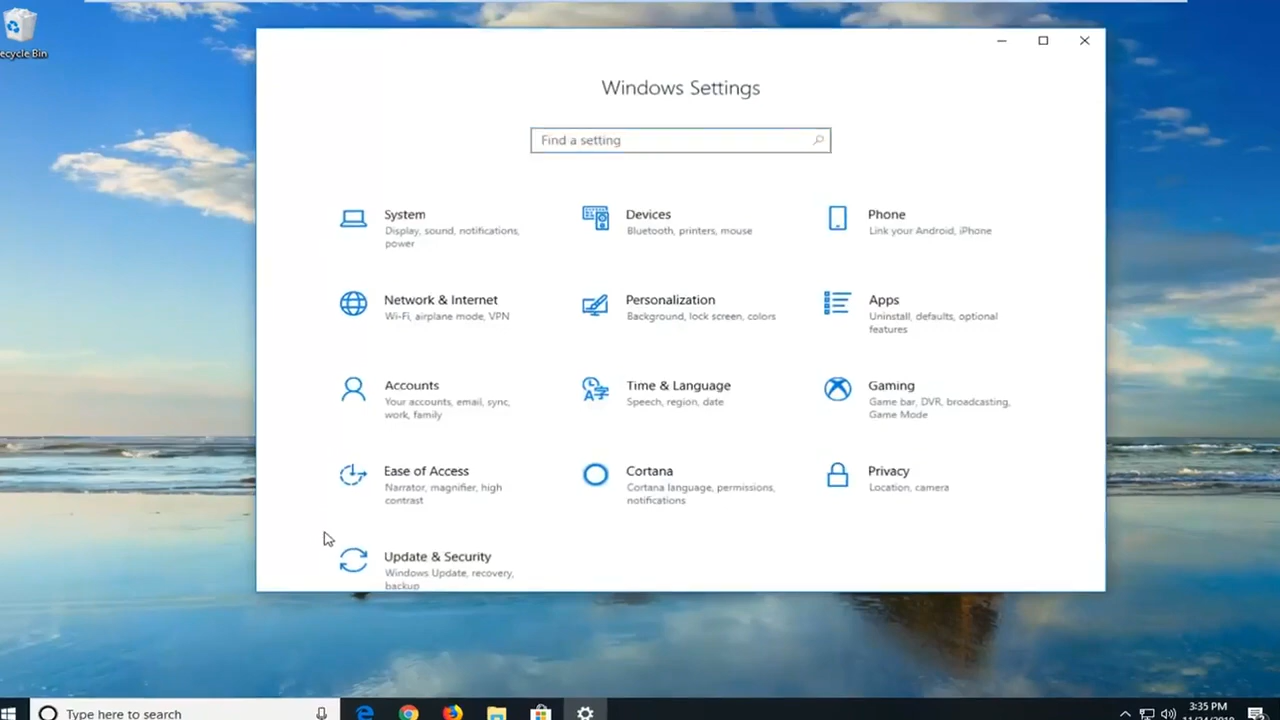 ecycle Bin
Windows Settings
Find a setting
System
Display, sound, notifications,
power
Devices
Bluetooth, printers, mouse
Phone
Link your Android, iPhone
Network & Internet
Wi-Fi, airplane mode, VPN
Personalization
Background, lock screen, colors
Apps
Uninstall, defaults, optional
features
Accounts
Your accounts, email, sync,
work, family
Time & Language
Speech, region, date
Gaming
Game bar, DVR, broadcasting,
Game Mode
Ease of Access
Narrator, magnifier, high
contrast
Cortana
Cortana language, permissions,
notifications
Privacy
Location, camera
Update & Security
Windows Update, recovery,
backup
Type here to search
3:35 PM